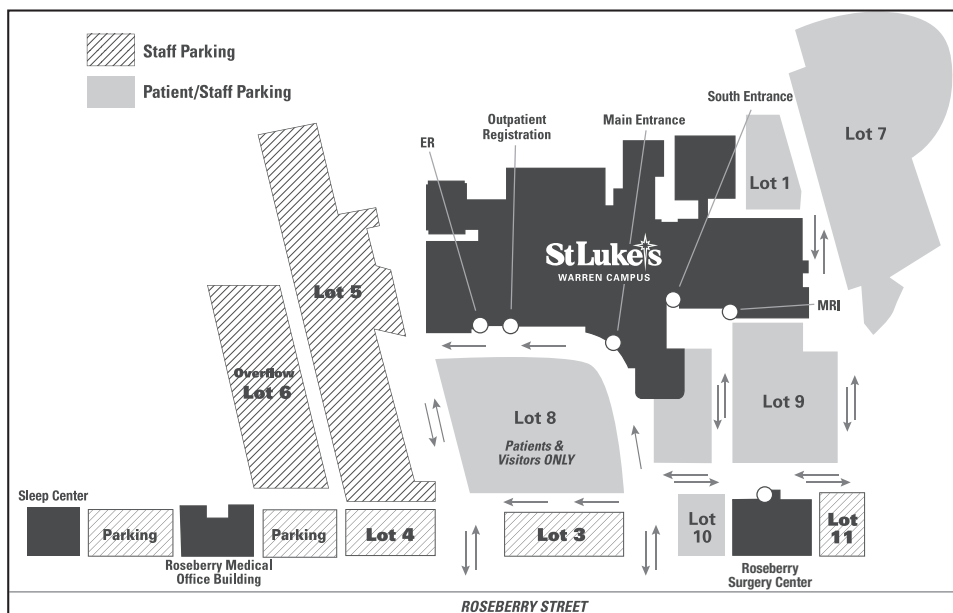 Staff Parking
Patient/Staff Parking
ER
Outpatient
Registration
Main Entrance
South Entrance
Lot 7
Lot 1
StLuke's
WARREN CAMPUS
MRI
Lot 5
Overflow
Lot 6
Lot 8
Patients &
Visitors ONLY
Lot 9
Sleep Center
Parking
Roseberry Medical
Office Building
Parking
Lot 4
Lot 3
Lot
10
Roseberry
Surgery Center
Lot
11
ROSEBERRY STREET